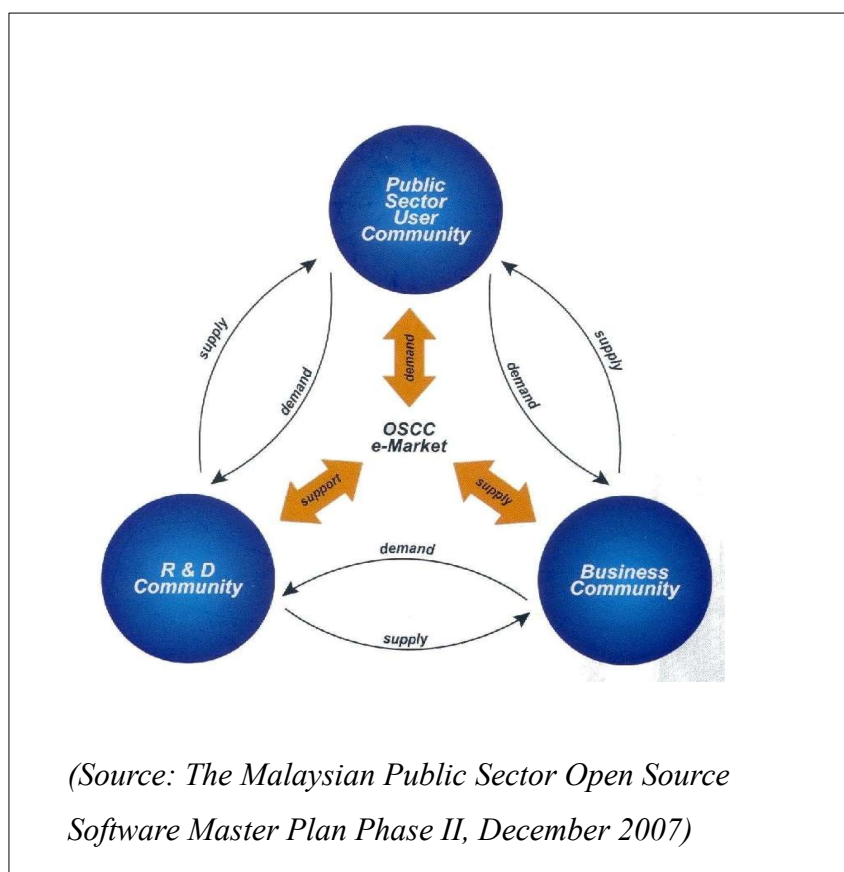 Public
Sector
User
Community
supply
demand
demand
demand
supply
OSCC
e-Market
support
supply
R & D
Community
demand
Business
Community
supply
(Source: The Malaysian Public Sector Open Source
Software Master Plan Phase II, December 2007)